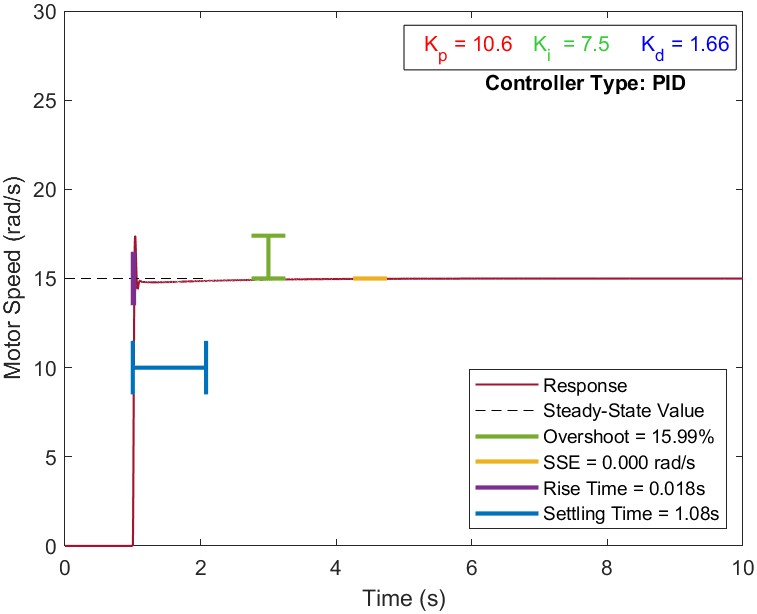 30
25
20
15
10
5
0
Motor Speed (rad/s)
Kp = 10.6 Ki = 7.5 Kd = 1.66
Controller Type: PID
Response
Steady-State Value
Overshoot = 15.99%
SSE = 0.000 rad/s
Rise Time = 0.018s
Settling Time = 1.08s
0 2 4 6 8 10
Time (s)